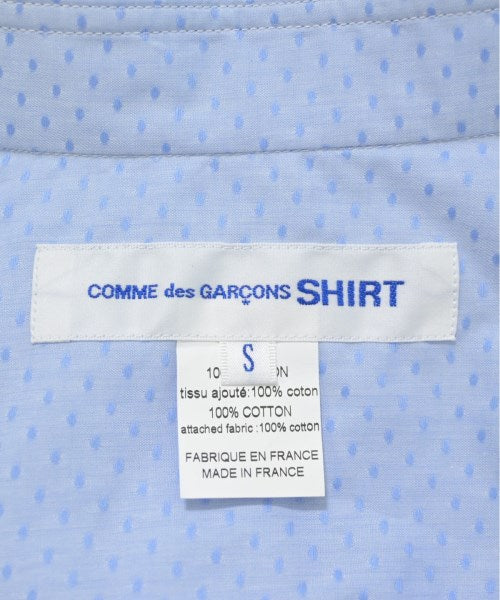 COMME des GARÇONS SHIRT
S
tissu ajouté:100% coton
100% COTTON
attached fabric :100% cotton
FABRIQUE EN FRANCE
MADE IN FRANCE